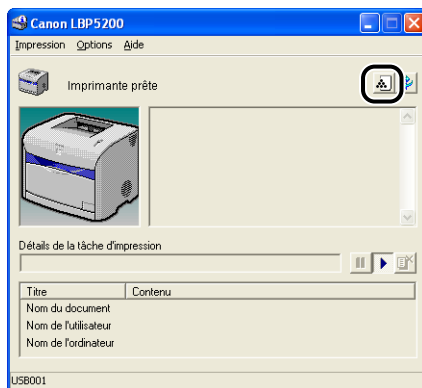 Canon LBP5200
Impression Options Aide
Imprimante prête
Détails de la tâche d'impression
Titre Contenu
Nom du document
Nom de l'utilisateur
Nom de l'ordinateur
USB001